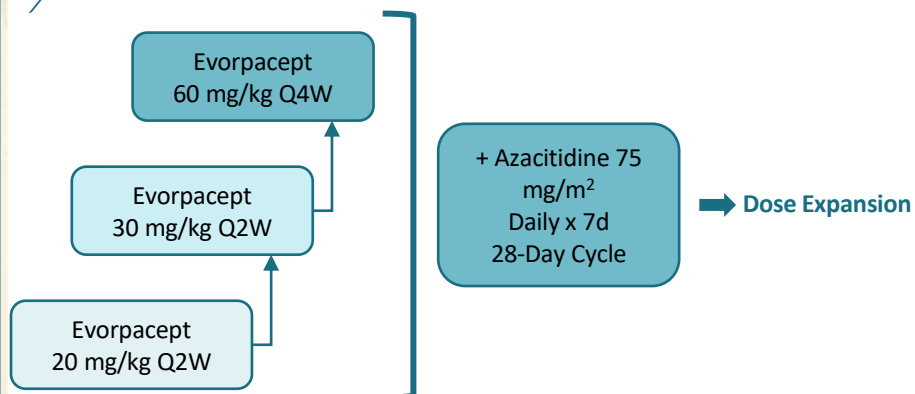 Evorpacept
60 mg/kg Q4W
Evorpacept
30 mg/kg Q2W
Evorpacept
20 mg/kg Q2W
+ Azacitidine 75
mg/m²
Daily x 7d
28-Day Cycle
Dose Expansion